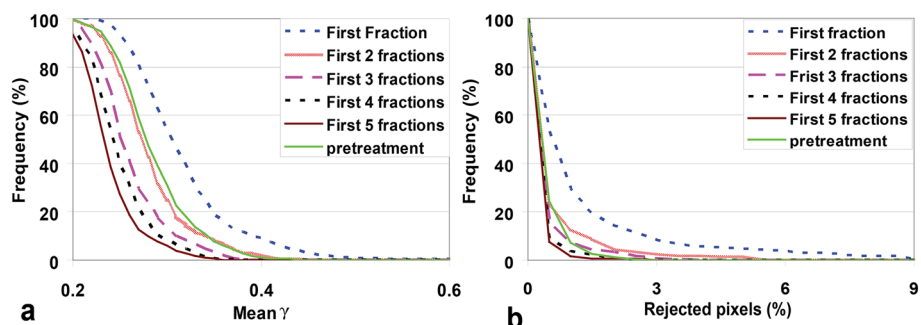 100
80
60
40
20
0
Frequency (%)
First Fraction
First 2 fractions
First 3 fractions
First 4 fractions
First 5 fractions
pretreatment
0.2
0.4
0.6
Mean γ
a
100
80
60
40
20
0
Frequency (%)
First fraction
First 2 fractions
First 3 fractions
First 4 fractions
First 5 fractions
pretreatment
0
3
6
9
Rejected pixels (%)
b